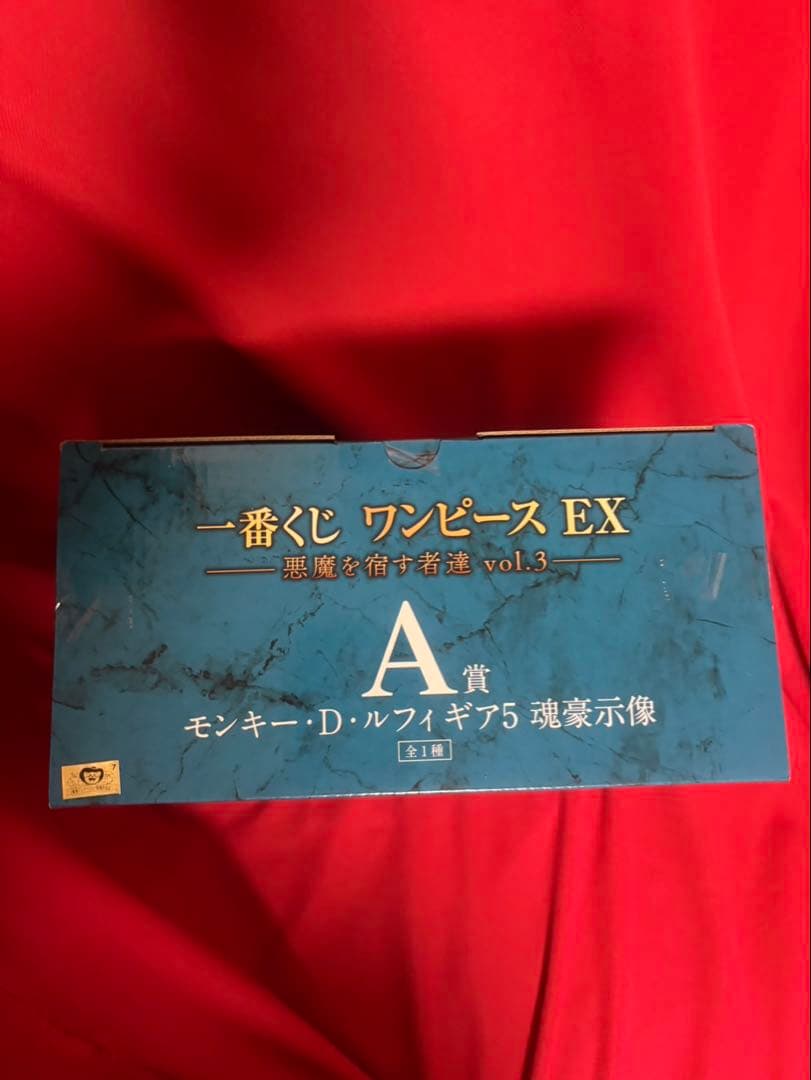 一番くじ ワンピース EX
悪魔を宿す者達 vol.3
A賞
モンキー・D・ルフィギア5 魂豪示像
全1種
7